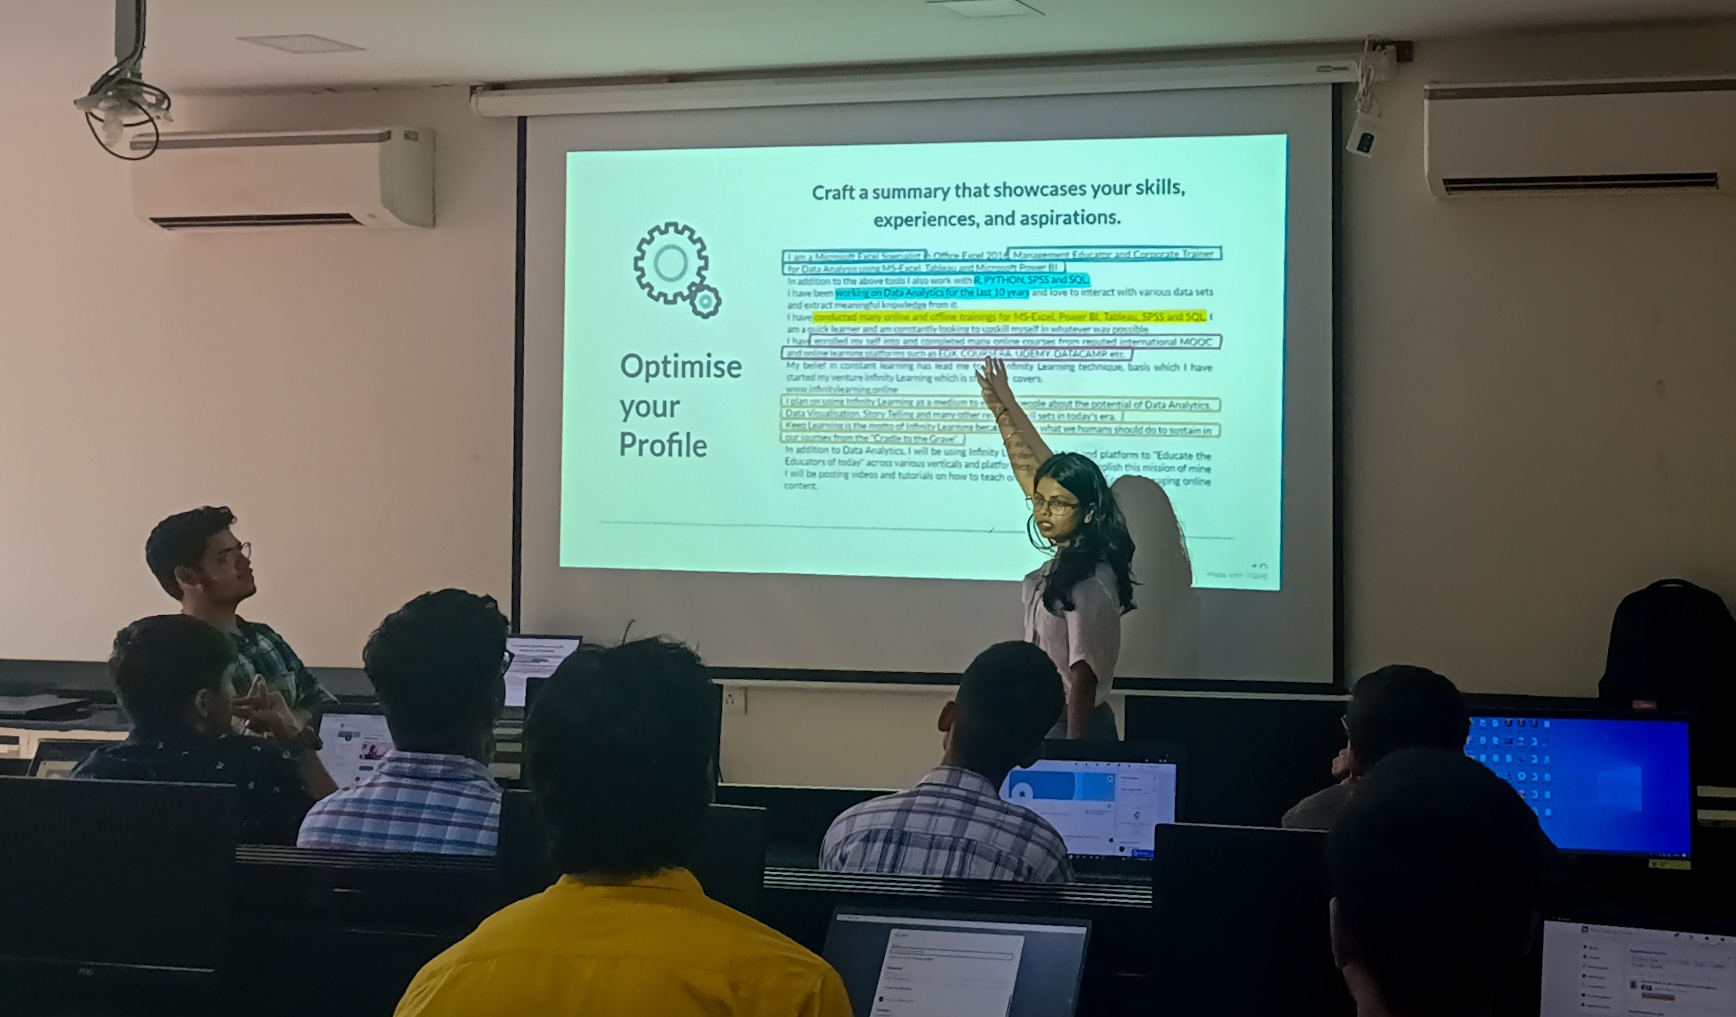 Craft a summary that showcases your skills,
experiences, and aspirations.
Optimise
your
Profile
I am a Microsoft Excel Specialist in Office Excel 2016 Management Educator and Corporate Trainer
for Data Analysis using MS-Excel, Tableau and Microsoft Power BI.
In addition to the above tools I also work with R, PYTHON, SPSS and SQL.
I have been working on Data Analytics for the last 10 years and love to interact with various data sets
and extract meaningful knowledge from it.
I have conducted many online and offline trainings for MS-Excel, Power BI, Tableau, SPSS and SQL. I
am a quick learner and am constantly looking to upskill myself in whatever way possible.
I have enrolled my self into and completed many online courses from reputed international MOOC
and online learning platforms such as EDX, COURSERA, UDEMY, DATACAMP, etc.
My belief in constant learning has lead me Learning technique, basis which I have
started my venture Infinity Learning which is covers.
www.infinitylearning.online
I plan on using Infinity Learning as a medium to people about the potential of Data Analytics,
Data Visualisation, Story Telling and many other sets in today's era.
Keep Learning is the motto of Infinity Learning what we humans should do to sustain in
our journey from the "Cradle to the Grave".
In addition to Data Analytics, I will be using Infinity platform to "Educate the
Educators of today" across various verticals and this mission of mine
I will be posting videos and tutorials on how to teach online
content.
Made with VISME